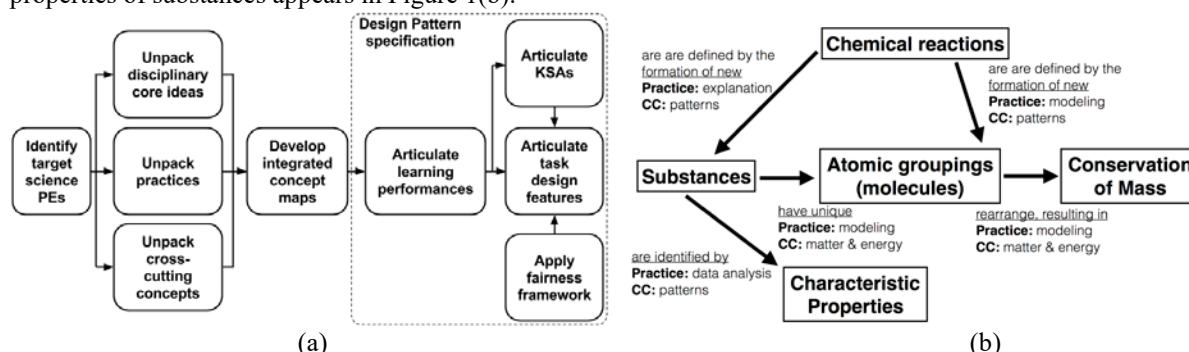 properties of substances appears in Figure 1(b).
Design Pattern
specification
Unpack
disciplinary
core ideas
Articulate
KSAs
Identify
target
science
PEs
Unpack
practices
Develop
integrated
concept
maps
Articulate
learning
performances
Articulate
task
design
features
Unpack
cross-
cutting
concepts
Apply
fairness
framework
(a)
Chemical reactions
are are defined by the
formation of new
Practice: explanation
CC: patterns
are are defined by the
formation of new
Practice: modeling
CC: patterns
Substances
Atomic groupings
(molecules)
Conservation
of Mass
have unique
Practice: modeling
CC: matter & energy
rearrange, resulting in
Practice: modeling
CC: matter & energy
are identified by
Practice: data analysis
CC: patterns
Characteristic
Properties
(b)